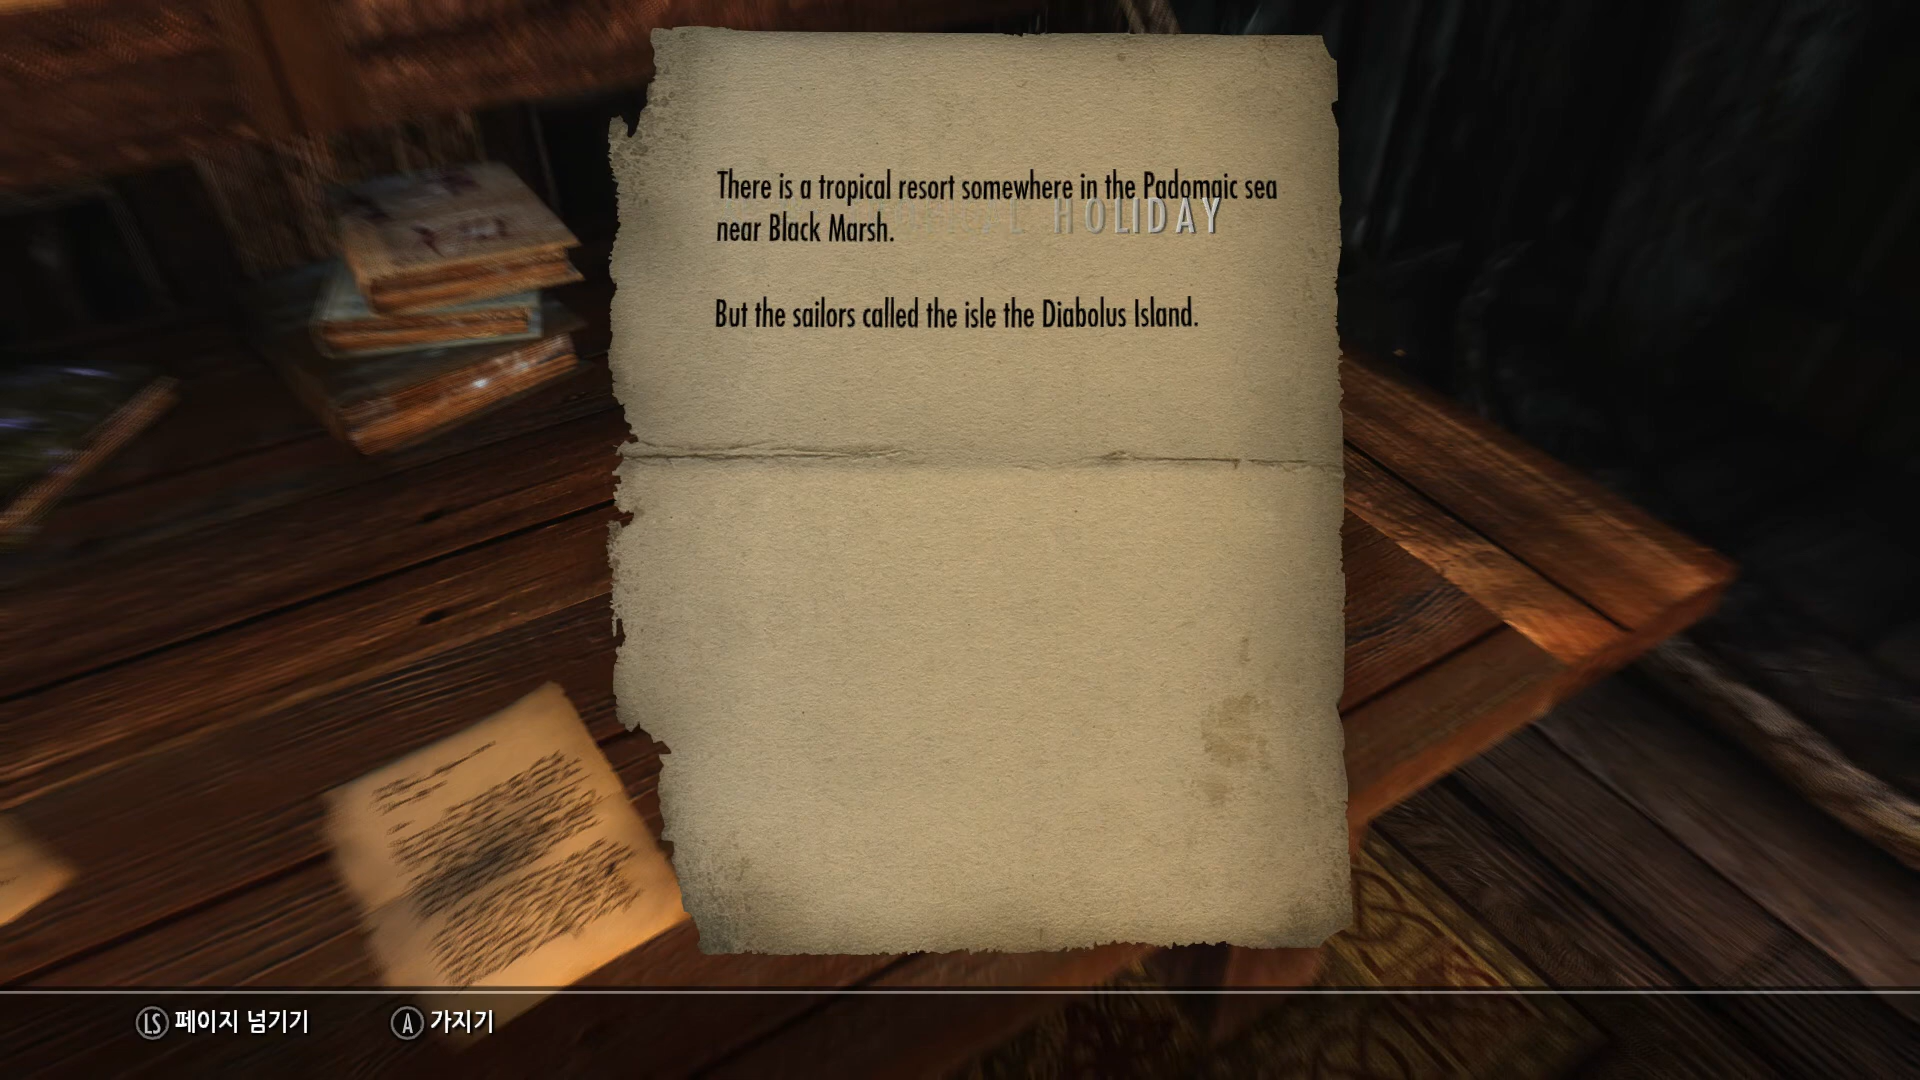 There is a tropical resort somewhere in the Padomaic sea
HOLIDAY
near Black Marsh.
But the sailors called the isle the Diabolus Island.
LS 페이지 넘기기 A 가지기